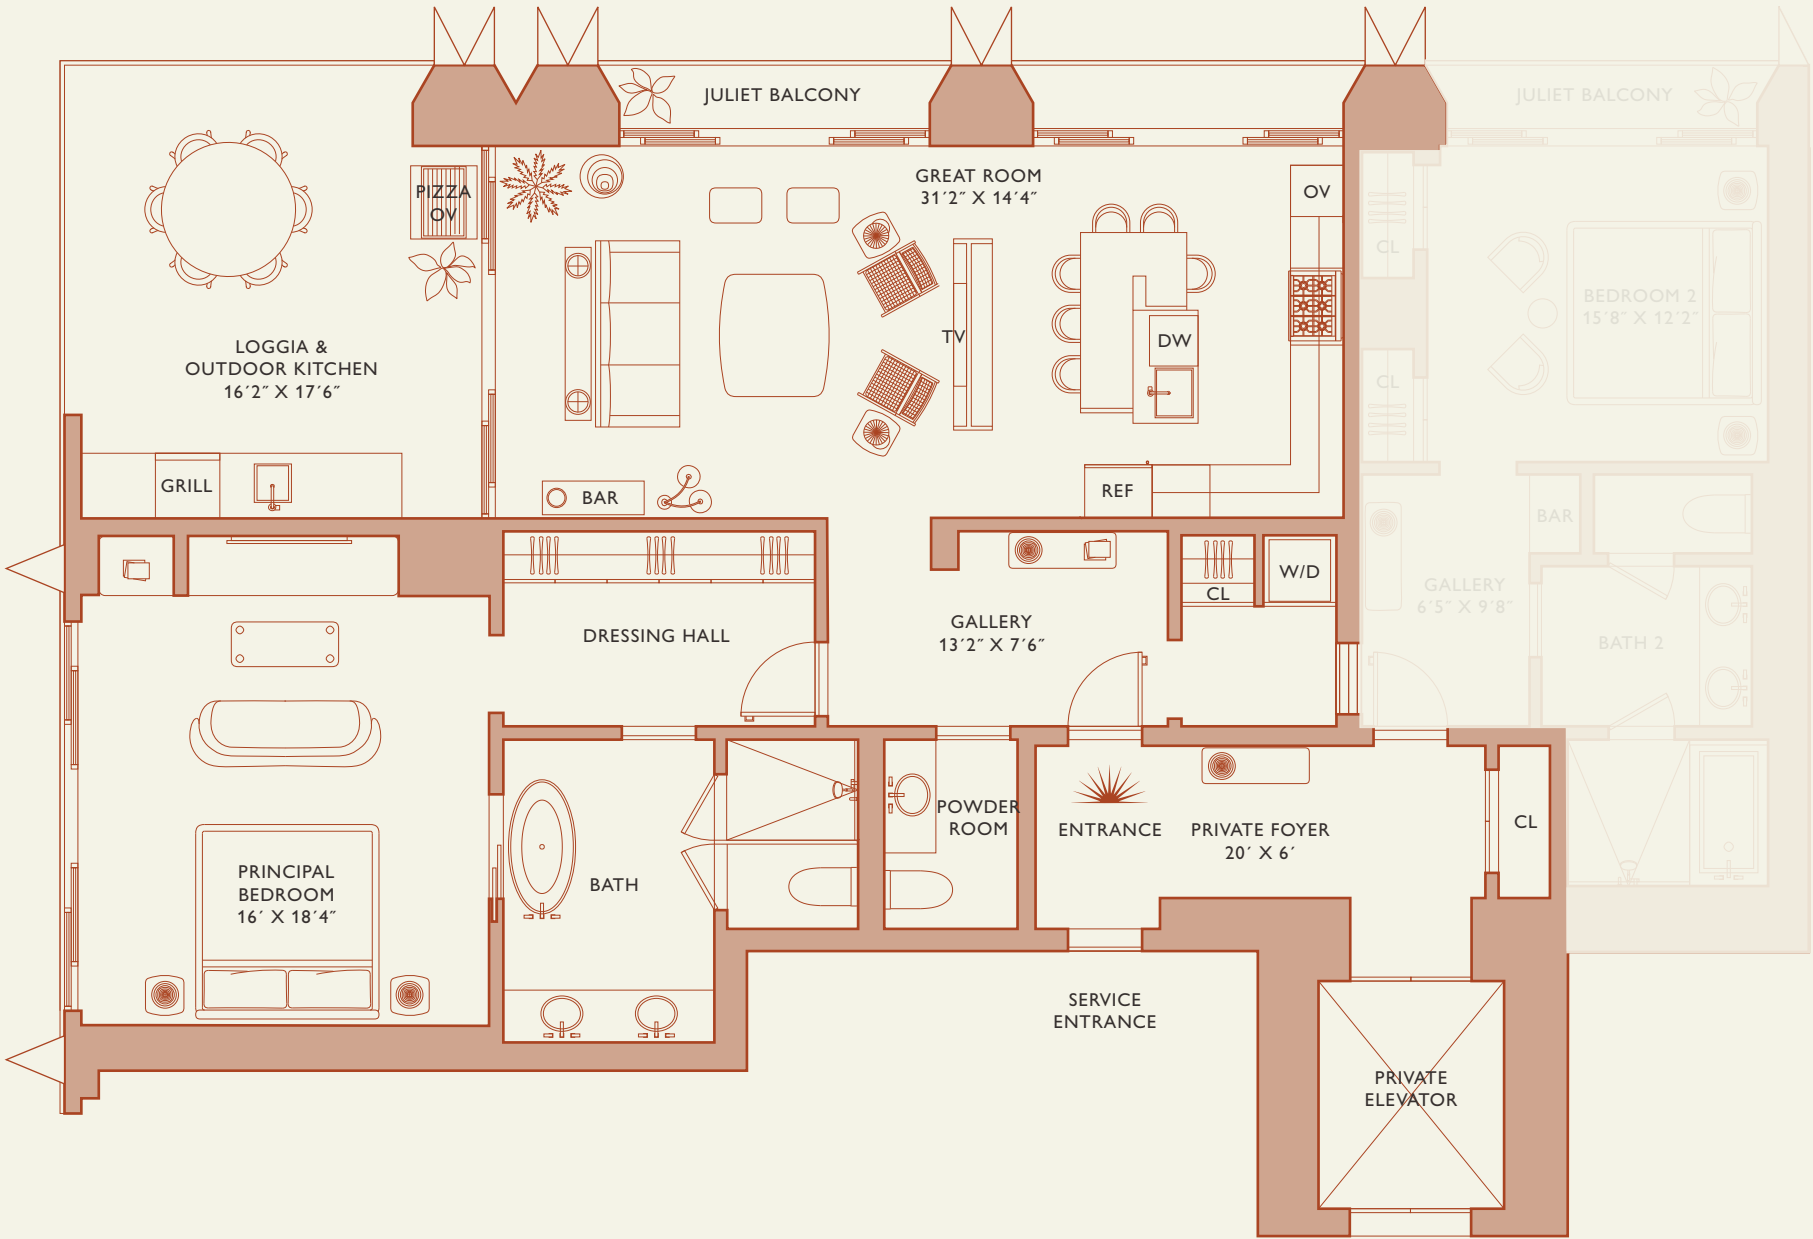 JULIET BALCONY
JULIET BALCONY
PIZZA
OV
GREAT ROOM
31′2″ X 14′4″
OV
CL
BEDROOM 2
15′8″ X 12′2″
LOGGIA &
OUTDOOR KITCHEN
16′2″ X 17′6″
TV
DW
CL
GRILL
BAR
REF
BAR
DRESSING HALL
GALLERY
13′2″ X 7′6″
CL
W/D
GALLERY
6′5″ X 9′8″
BATH 2
PRINCIPAL
BEDROOM
16′ X 18′4″
BATH
POWDER
ROOM
ENTRANCE
PRIVATE FOYER
20′ X 6′
CL
SERVICE
ENTRANCE
PRIVATE
ELEVATOR